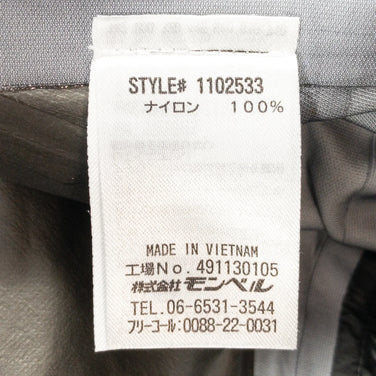 STYLE# 1102533
ナイロン 100%
MADE IN VIETNAM
工場No. 491130105
株式会社モンベル
TEL. 06-6531-3544
フリーコール:0088-22-0031